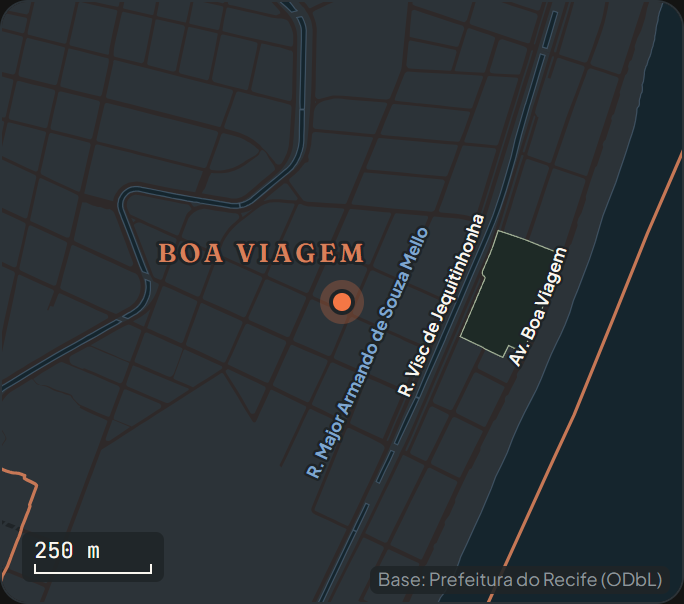 BOA VIAGEM
R. Major Armando de Souza Mello
R. Visc de Jequitinhonha
Av. Boa Viagem
250 m
Base: Prefeitura do Recife (ODbL)